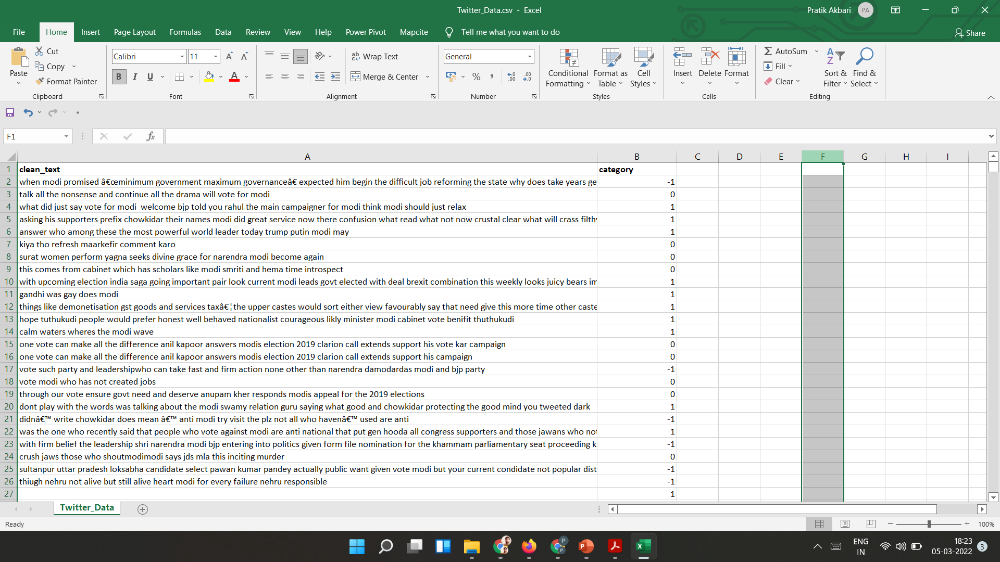 Twitter_Data.csv - Excel
Pratik Akbari PA
File Home Insert Page Layout Formulas Data Review View Help Power Pivot Mapcite Tell me what you want to do Share
Paste
Cut
Copy
Format Painter
Clipboard
Calibri 11
B I U
Font
Wrap Text
Merge & Center
Alignment
General
Number
Conditional Formatting
Format as Table
Cell Styles
Styles
Insert Delete Format
Cells
AutoSum
Fill
Clear
Sort & Filter
Find & Select
Editing
F1
fx
A B C D E F G H I
1 clean_text category
2 when modi promised â€œminimum government maximum governanceâ€ expected him begin the difficult job reforming the state why does take years ge -1
3 talk all the nonsense and continue all the drama will vote for modi 0
4 what did just say vote for modi  welcome bjp told you rahul the main campaigner for modi think modi should just relax 1
5 asking his supporters prefix chowkidar their names modi did great service now there confusion what read what not now crustal clear what will crass filthy 1
6 answer who among these the most powerful world leader today trump putin modi may 1
7 kiya tho refresh maarkefir comment karo 0
8 surat women perform yagna seeks divine grace for narendra modi become again 0
9 this comes from cabinet which has scholars like modi smriti and hema time introspect 0
10 with upcoming election india saga going important pair look current modi leads govt elected with deal brexit combination this weekly looks juicy bears im 1
11 gandhi was gay does modi 1
12 things like demonetisation gst goods and services taxâ€¦the upper castes would sort either view favourably say that need give this more time other caste 1
13 hope tuthukudi people would prefer honest well behaved nationalist courageous likly minister modi cabinet vote benifit thuthukudi 1
14 calm waters wheres the modi wave 1
15 one vote can make all the difference anil kapoor answers modis election 2019 clarion call extends support his vote kar campaign 0
16 one vote can make all the difference anil kapoor answers modis election 2019 clarion call extends support his campaign 0
17 vote such party and leadershipwho can take fast and firm action none other than narendra damodardas modi and bjp party -1
18 vote modi who has not created jobs 0
19 through our vote ensure govt need and deserve anupam kher responds modis appeal for the 2019 elections 0
20 dont play with the words was talking about the modi swamy relation guru saying what good and chowkidar protecting the good mind you tweeted dark 1
21 didnâ€™ write chowkidar does mean â€™ anti modi try visit the plz not all who havenâ€™ used are anti -1
22 was the one who recently said that people who vote against modi are anti national that put gen hooda all congress supporters and those jawans who not 1
23 with firm belief the leadership shri narendra modi bjp entering into politics given form file nomination for the khammam parliamentary seat proceeding k -1
24 crush jaws those who shoutmodimodi says jds mla this inciting murder 0
25 sultanpur uttar pradesh loksabha candidate select pawan kumar pandey actually public want given vote modi but your current condidate not popular dist -1
26 thiugh nehru not alive but still alive heart modi for every failure nehru responsible -1
27 1
Twitter_Data
Ready
100%
ENG
IN
18:23
05-03-2022
3